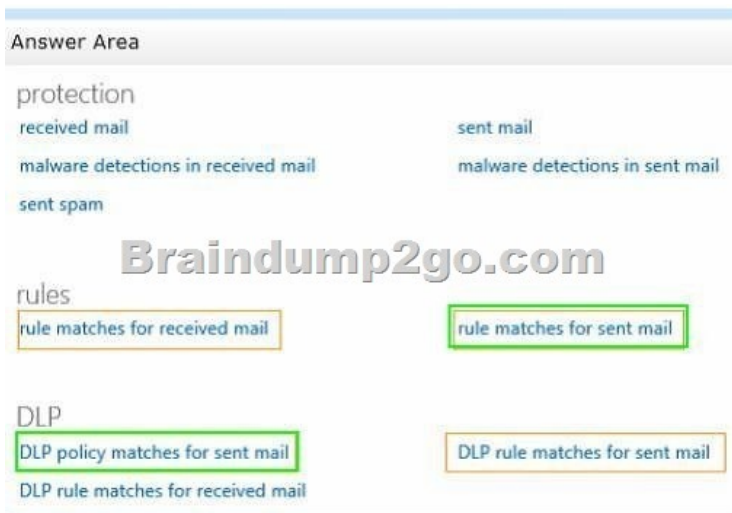 Answer Area
protection
received mail
sent mail
malware detections in received mail
malware detections in sent mail
sent spam
Braindump2go.com
rules
rule matches for received mail
rule matches for sent mail
DLP
DLP policy matches for sent mail
DLP rule matches for sent mail
DLP rule matches for received mail